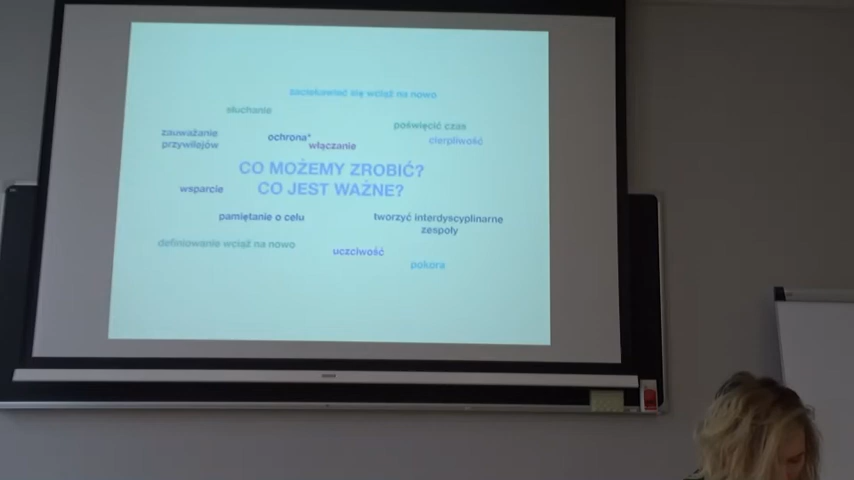 zaciekawiać się wciąż na nowo
słuchanie
poświęcić czas
zauważanie
przywilejów
ochrona*
włączanie
cierpliwość
CO MOŻEMY ZROBIĆ?
CO JEST WAŻNE?
wsparcie
pamiętanie o celu
tworzyć interdyscyplinarne
zespoły
definiowanie wciąż na nowo
uczciwość
pokora